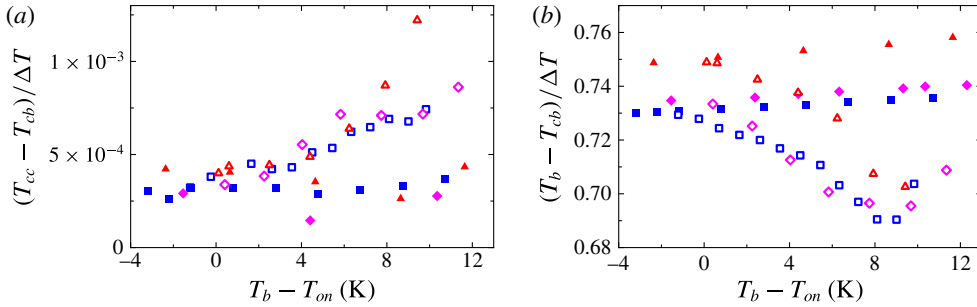 (a)
(T_cc − T_cb)/ΔT
1 × 10⁻³
5 × 10⁻⁴
0
−4 0 4 8 12
T_b − T_on (K)
(b)
(T_b − T_cb)/ΔT
0.76
0.74
0.72
0.70
0.68
−4 0 4 8 12
T_b − T_on (K)